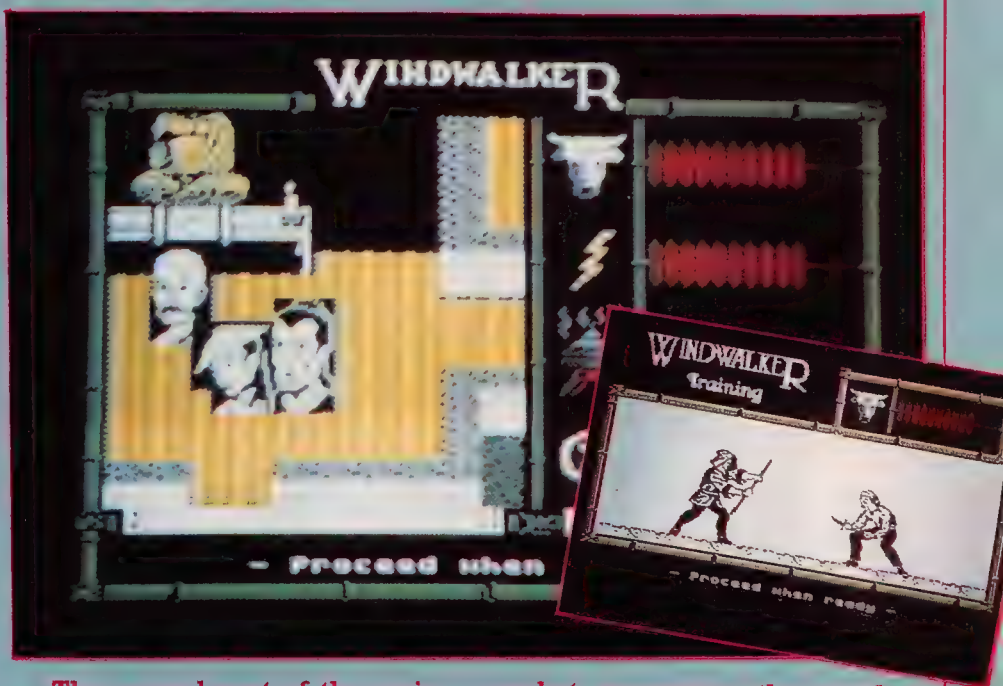 WINDWALKER
- Proceed when
WINDWALKER
Training
- Proceed when ready -